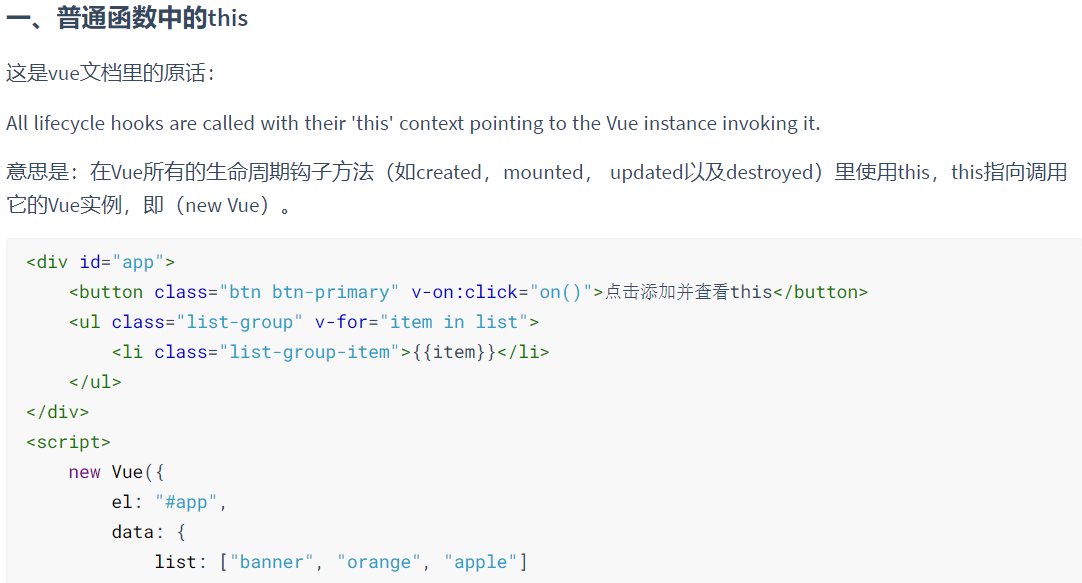 一、普通函数中的this
这是vue文档里的原话：
All lifecycle hooks are called with their 'this' context pointing to the Vue instance invoking it.
意思是：在Vue所有的生命周期钩子方法（如created，mounted， updated以及destroyed）里使用this，this指向调用
它的Vue实例，即（new Vue）。
<div id="app">
    <button class="btn btn-primary" v-on:click="on()">点击添加并查看this</button>
    <ul class="list-group" v-for="item in list">
        <li class="list-group-item">{{item}}</li>
    </ul>
</div>
<script>
    new Vue({
        el: "#app",
        data: {
            list: ["banner", "orange", "apple"]